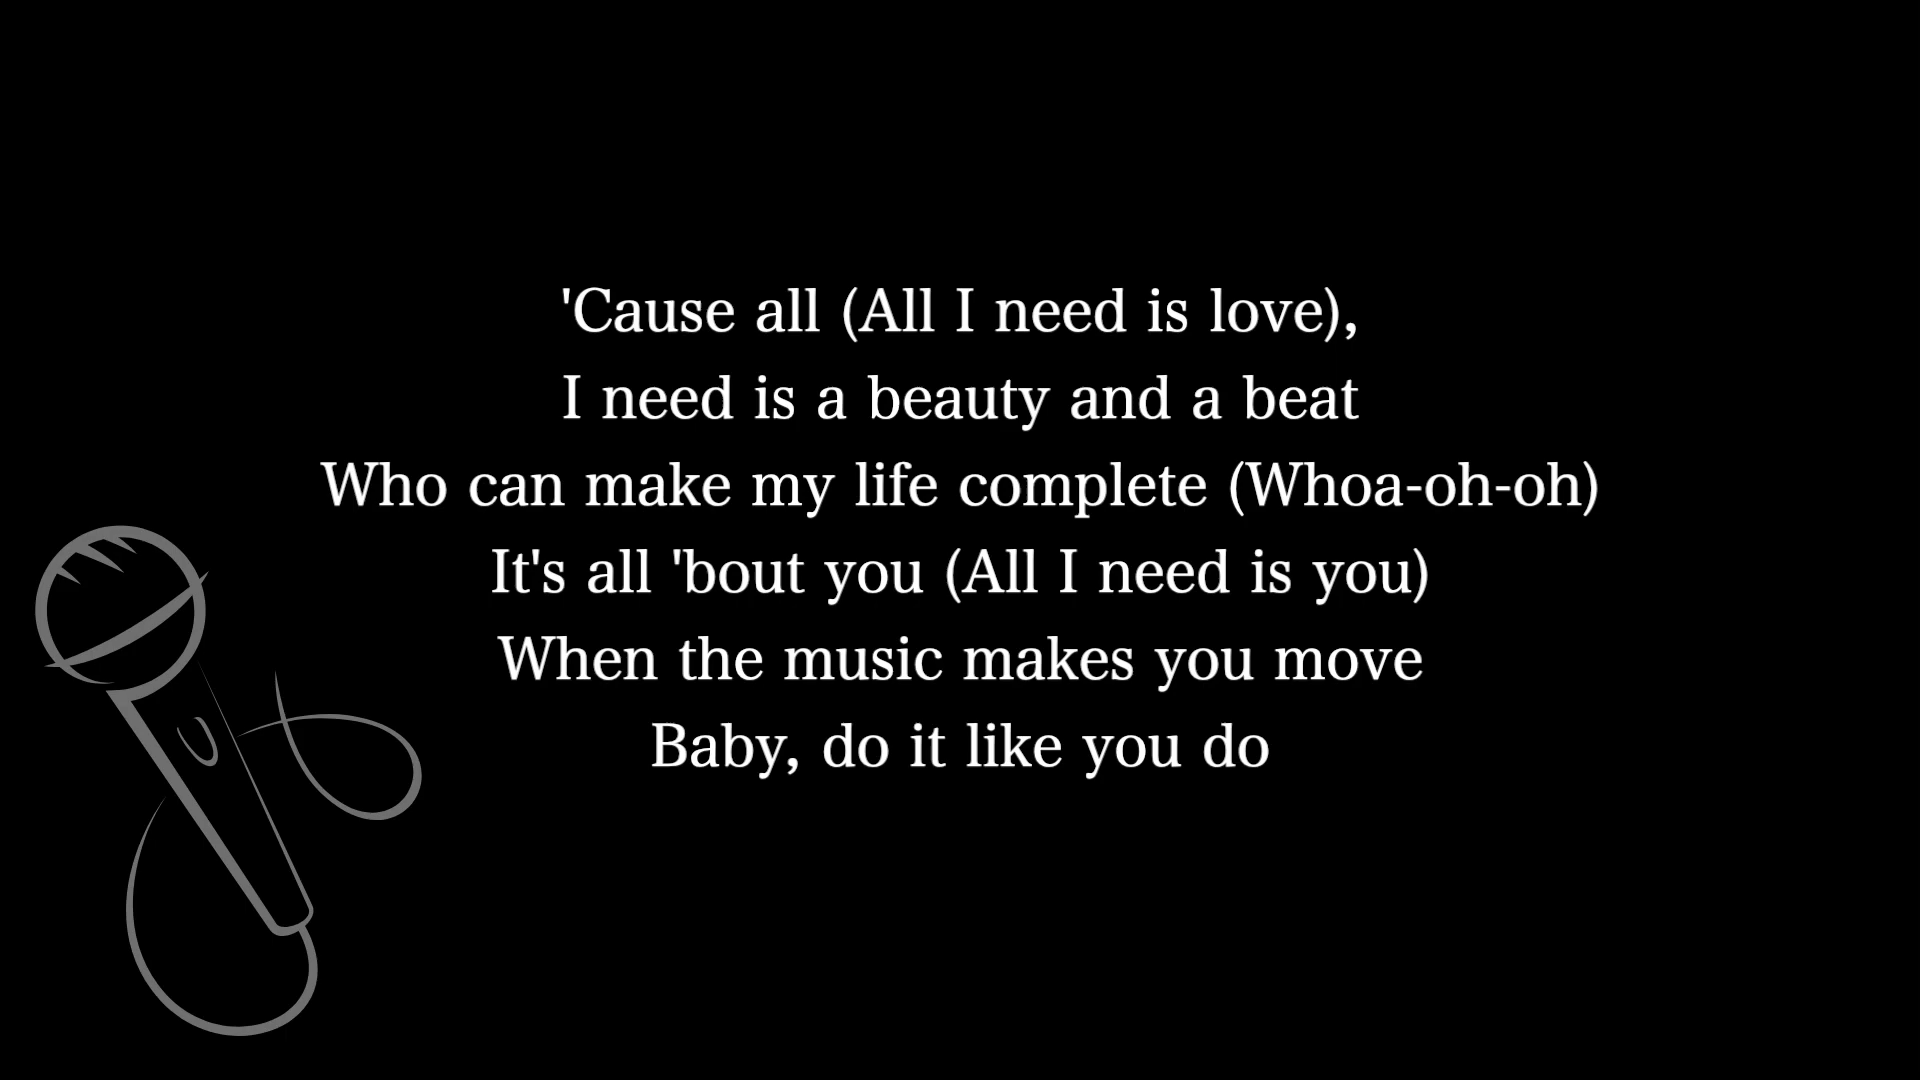 'Cause all (All I need is love),
I need is a beauty and a beat
Who can make my life complete (Whoa-oh-oh)
It's all 'bout you (All I need is you)
When the music makes you move
Baby, do it like you do